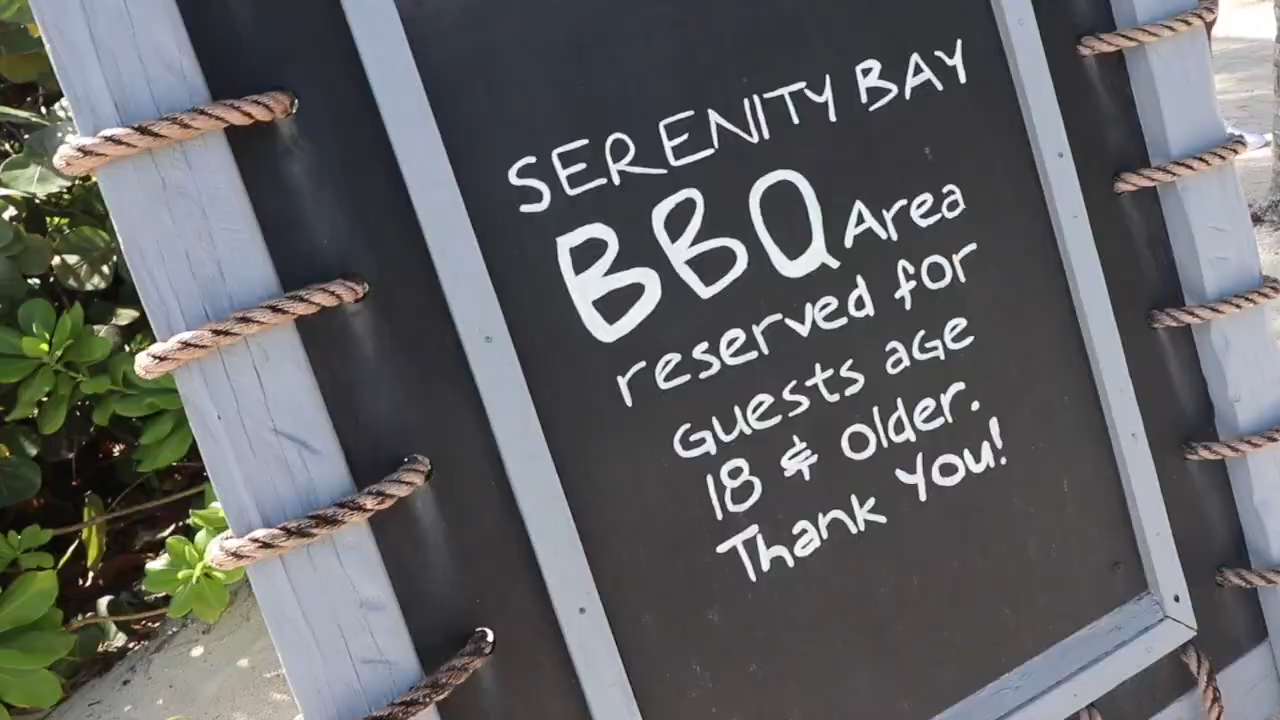 SERENITY BAY
BBQ Area
reserved for
Guests aGe
18 & Older.
Thank You!